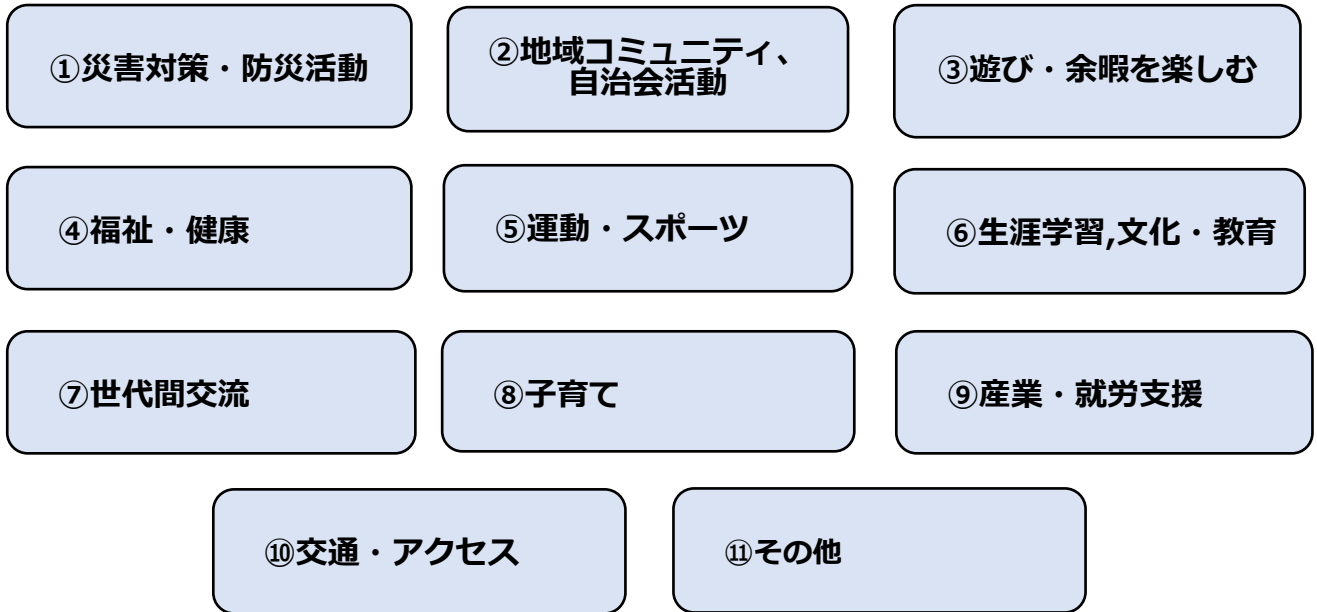 ①災害対策・防災活動
②地域コミュニティ、
自治会活動
③遊び・余暇を楽しむ
④福祉・健康
⑤運動・スポーツ
⑥生涯学習,文化・教育
⑦世代間交流
⑧子育て
⑨産業・就労支援
⑩交通・アクセス
⑪その他